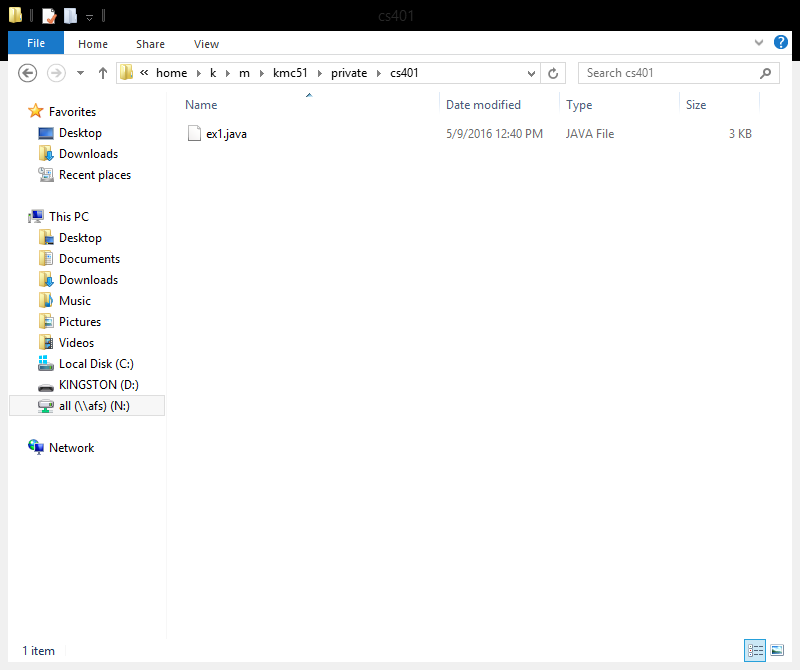 cs401
File Home Share View
« home k m kmc51 private cs401 Search cs401
Name Date modified Type Size
ex1.java 5/9/2016 12:40 PM JAVA File 3 KB
Favorites
Desktop
Downloads
Recent places
This PC
Desktop
Documents
Downloads
Music
Pictures
Videos
Local Disk (C:)
KINGSTON (D:)
all (\\afs) (N:)
Network
1 item